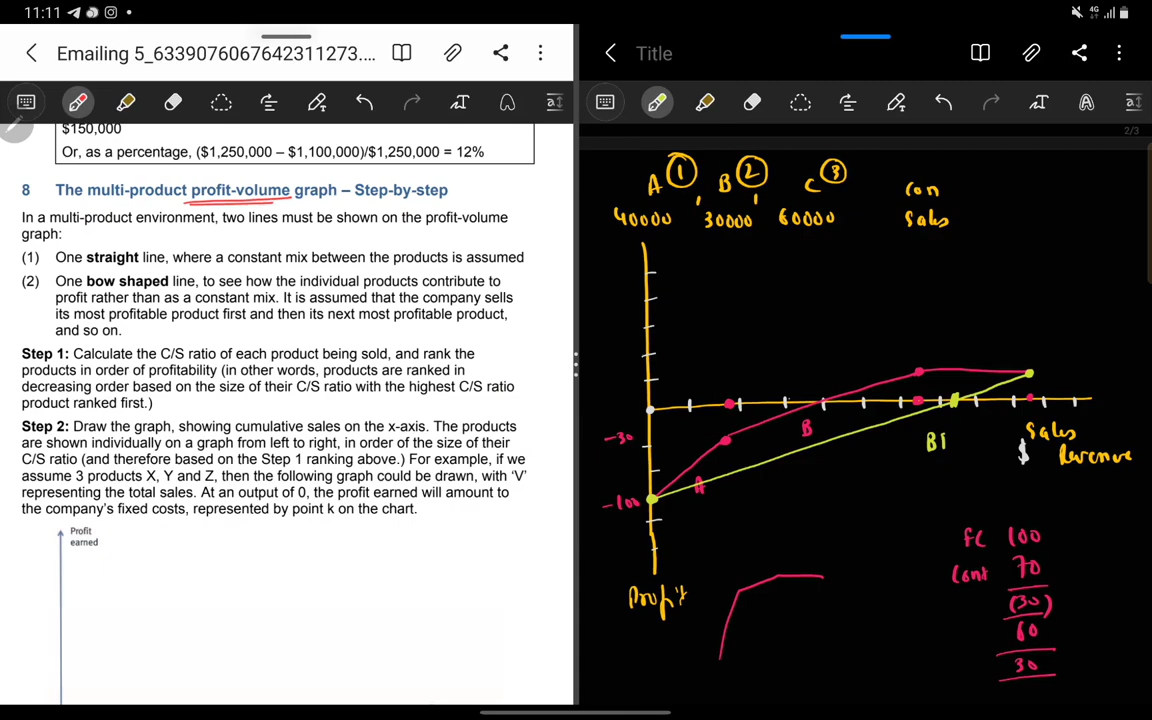 11:11
4G
Emailing 5_6339076067642311273....
Title
2/3
$150,000
Or, as a percentage, ($1,250,000 – $1,100,000)/$1,250,000 = 12%
8 The multi-product profit-volume graph – Step-by-step
In a multi-product environment, two lines must be shown on the profit-volume
graph:
(1) One straight line, where a constant mix between the products is assumed
(2) One bow shaped line, to see how the individual products contribute to
profit rather than as a constant mix. It is assumed that the company sells
its most profitable product first and then its next most profitable product,
and so on.
Step 1: Calculate the C/S ratio of each product being sold, and rank the
products in order of profitability (in other words, products are ranked in
decreasing order based on the size of their C/S ratio with the highest C/S ratio
product ranked first.)
Step 2: Draw the graph, showing cumulative sales on the x-axis. The products
are shown individually on a graph from left to right, in order of the size of their
C/S ratio (and therefore based on the Step 1 ranking above.) For example, if we
assume 3 products X, Y and Z, then the following graph could be drawn, with 'V'
representing the total sales. At an output of 0, the profit earned will amount to
the company's fixed costs, represented by point k on the chart.
Profit
earned
A 1 B 2 C 3 Con
40000 , 30000 , 60000 Sales
-30
B
A
-100
Sales
$ Revenue
Profit
FC 100
Cont 70
(30)
60
30